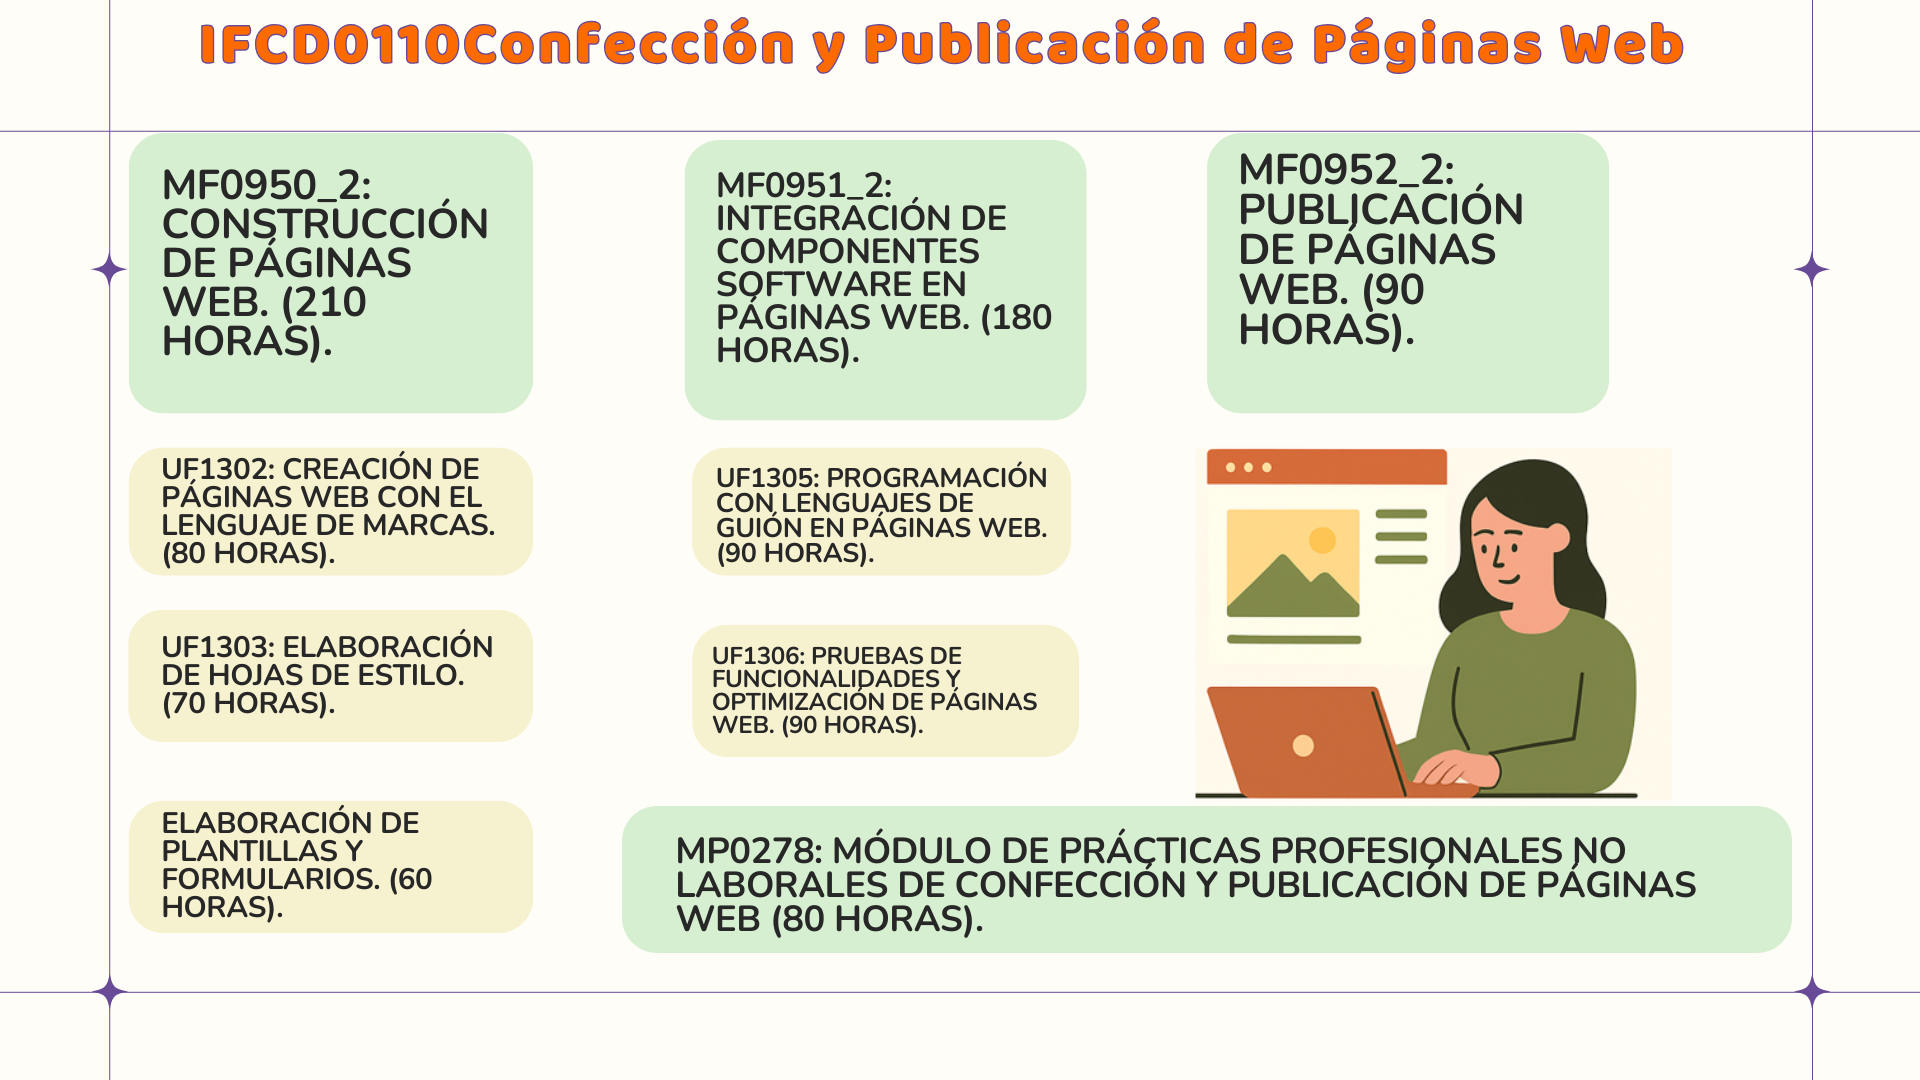 IFCD0110Confección y Publicación de Páginas Web
MF0950_2:
CONSTRUCCIÓN
DE PÁGINAS
WEB. (210
HORAS).
UF1302: CREACIÓN DE
PÁGINAS WEB CON EL
LENGUAJE DE MARCAS.
(80 HORAS).
UF1303: ELABORACIÓN
DE HOJAS DE ESTILO.
(70 HORAS).
ELABORACIÓN DE
PLANTILLAS Y
FORMULARIOS. (60
HORAS).
MF0951_2:
INTEGRACIÓN DE
COMPONENTES
SOFTWARE EN
PÁGINAS WEB. (180
HORAS).
UF1305: PROGRAMACIÓN
CON LENGUAJES DE
GUIÓN EN PÁGINAS WEB.
(90 HORAS).
UF1306: PRUEBAS DE
FUNCIONALIDADES Y
OPTIMIZACIÓN DE PÁGINAS
WEB. (90 HORAS).
MF0952_2:
PUBLICACIÓN
DE PÁGINAS
WEB. (90
HORAS).
MP0278: MÓDULO DE PRÁCTICAS PROFESIONALES NO
LABORALES DE CONFECCIÓN Y PUBLICACIÓN DE PÁGINAS
WEB (80 HORAS).